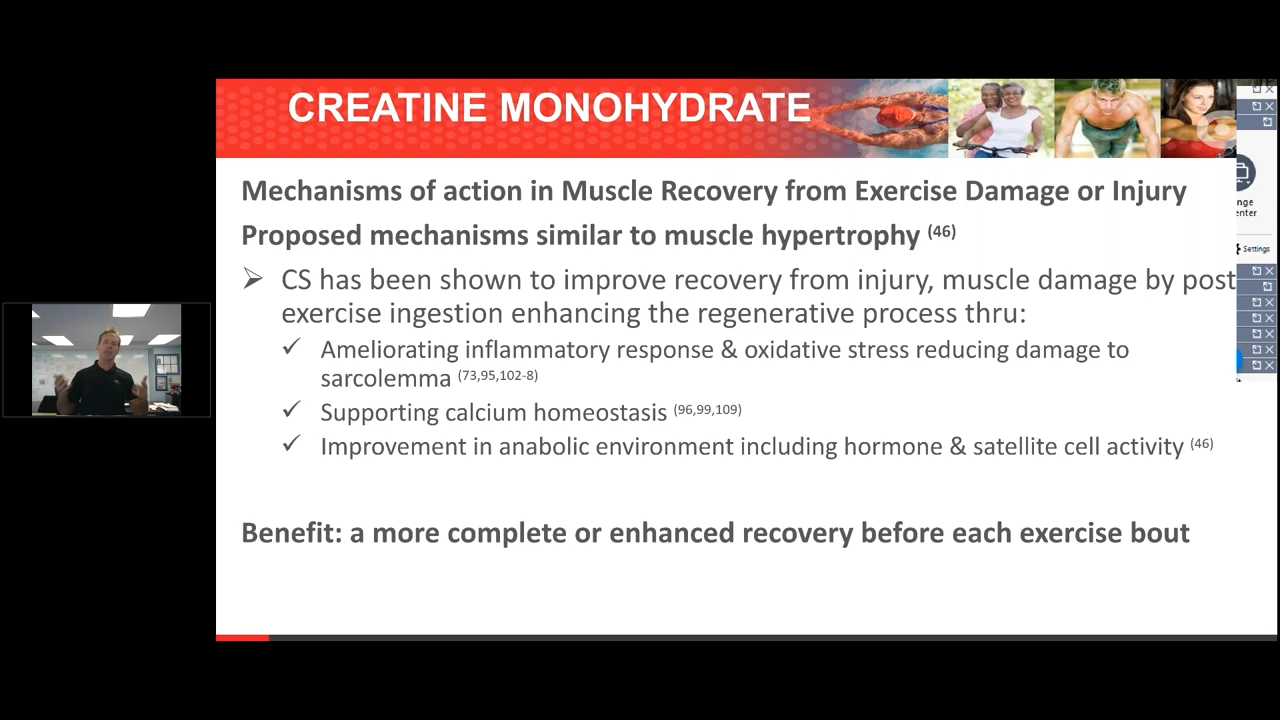 CREATINE MONOHYDRATE
Mechanisms of action in Muscle Recovery from Exercise Damage or Injury
Proposed mechanisms similar to muscle hypertrophy (46)
➢ CS has been shown to improve recovery from injury, muscle damage by post
exercise ingestion enhancing the regenerative process thru:
✓ Ameliorating inflammatory response & oxidative stress reducing damage to
sarcolemma (73,95,102-8)
✓ Supporting calcium homeostasis (96,99,109)
✓ Improvement in anabolic environment including hormone & satellite cell activity (46)
Benefit: a more complete or enhanced recovery before each exercise bout
nge
enter
Settings